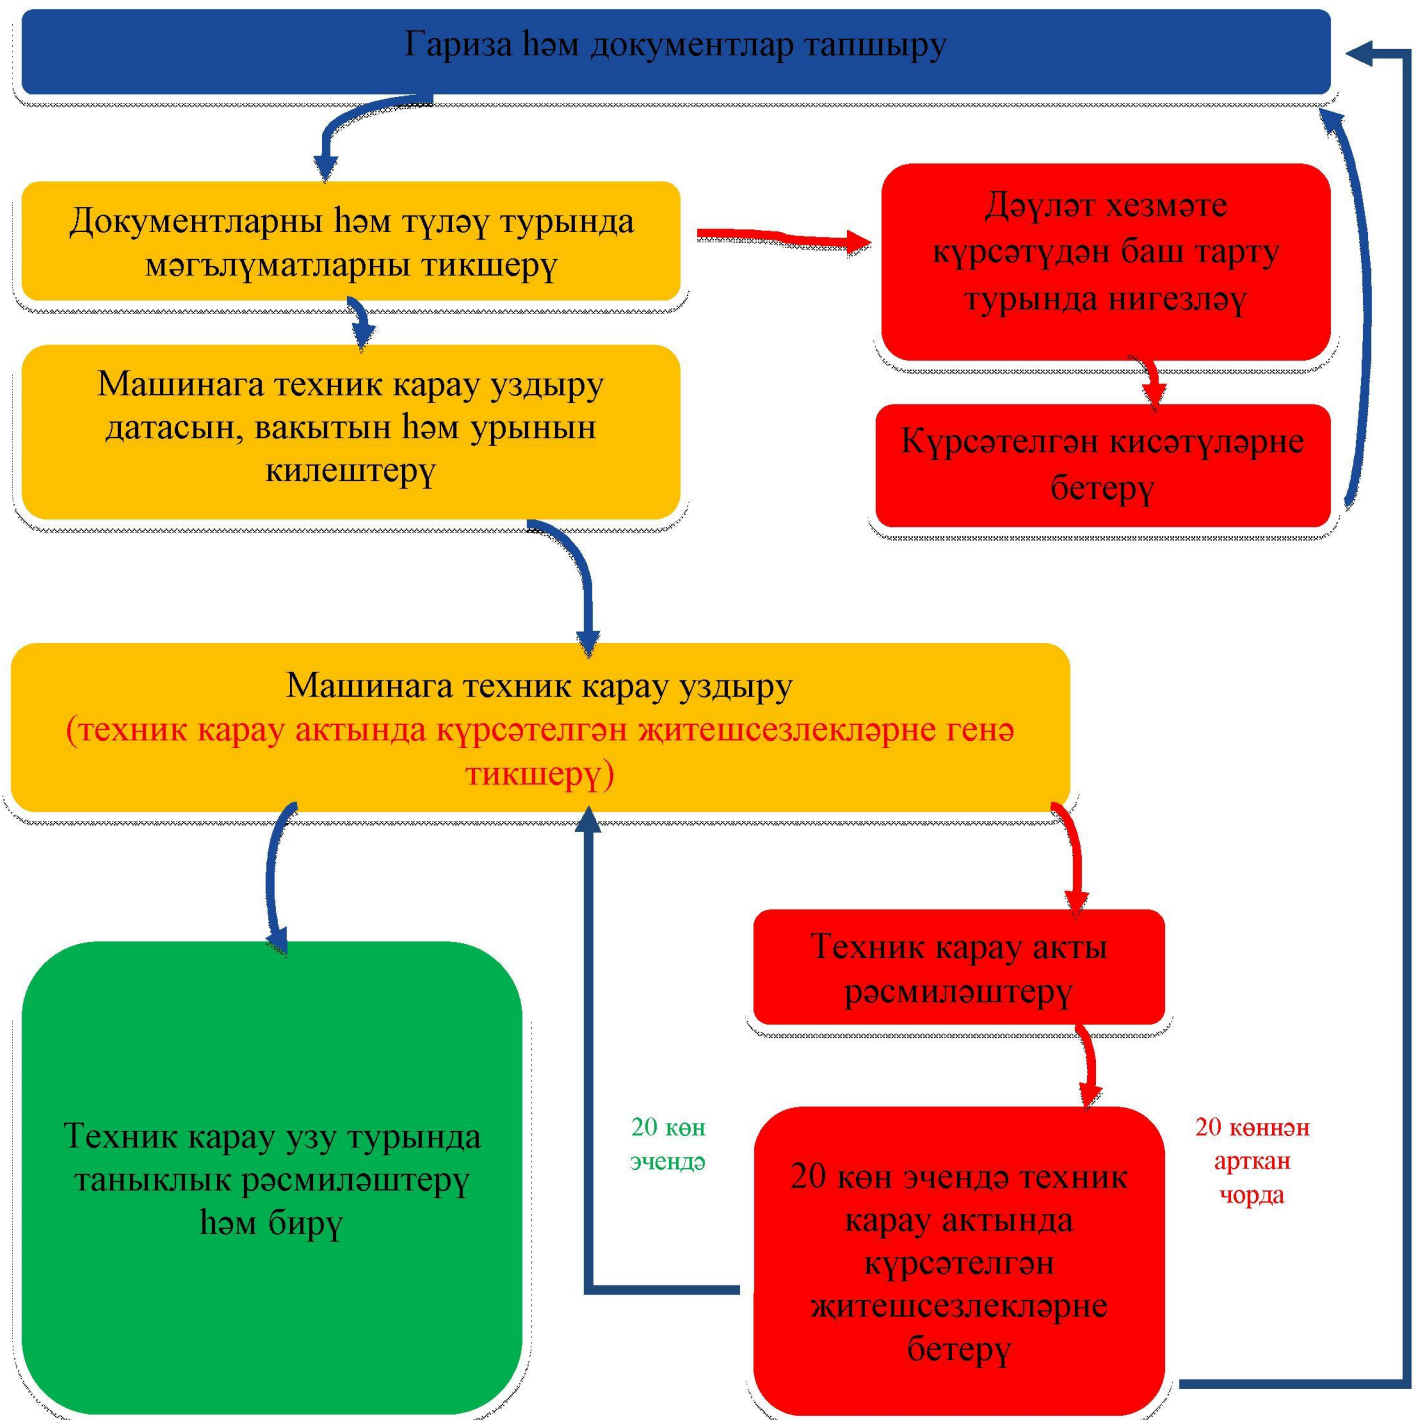 Гариза һәм документлар тапшыру
Документларны һәм түләү турында
мәгълүматларны тикшерү
Дәүләт хезмәте
күрсәтүдән баш тарту
турында нигезләү
Машинага техник карау уздыру
датасын, вакытын һәм урынын
килештерү
Күрсәтелгән кисәтүләрне
бетерү
Машинага техник карау уздыру
(техник карау актында күрсәтелгән җитешсезлекләрне генә
тикшерү)
Техник карау акты
рәсмиләштерү
Техник карау узу турында
таныклык рәсмиләштерү
һәм бирү
20 көн
эчендә
20 көн эчендә техник
карау актында
күрсәтелгән
җитешсезлекләрне
бетерү
20 көннән
арткан
чорда